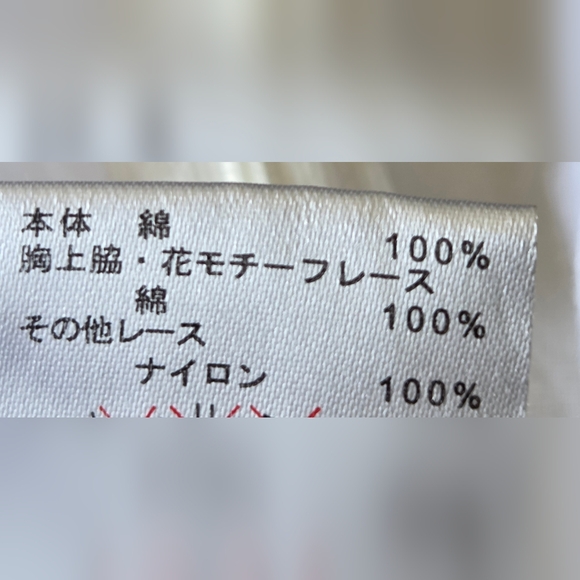 本体 綿 100%
胸上脇・花モチーフレース
綿 100%
その他レース
ナイロン 100%